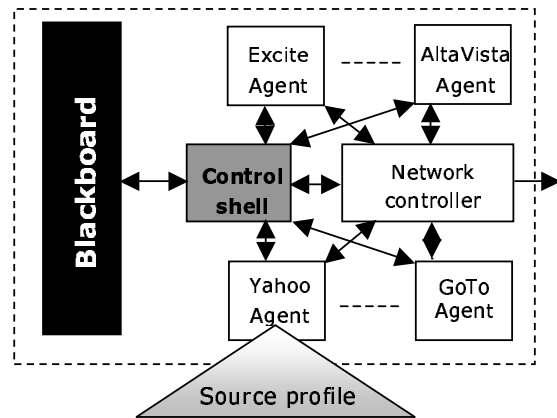 Blackboard
Excite
Agent
AltaVista
Agent
Control
shell
Network
controller
Yahoo
Agent
GoTo
Agent
Source profile